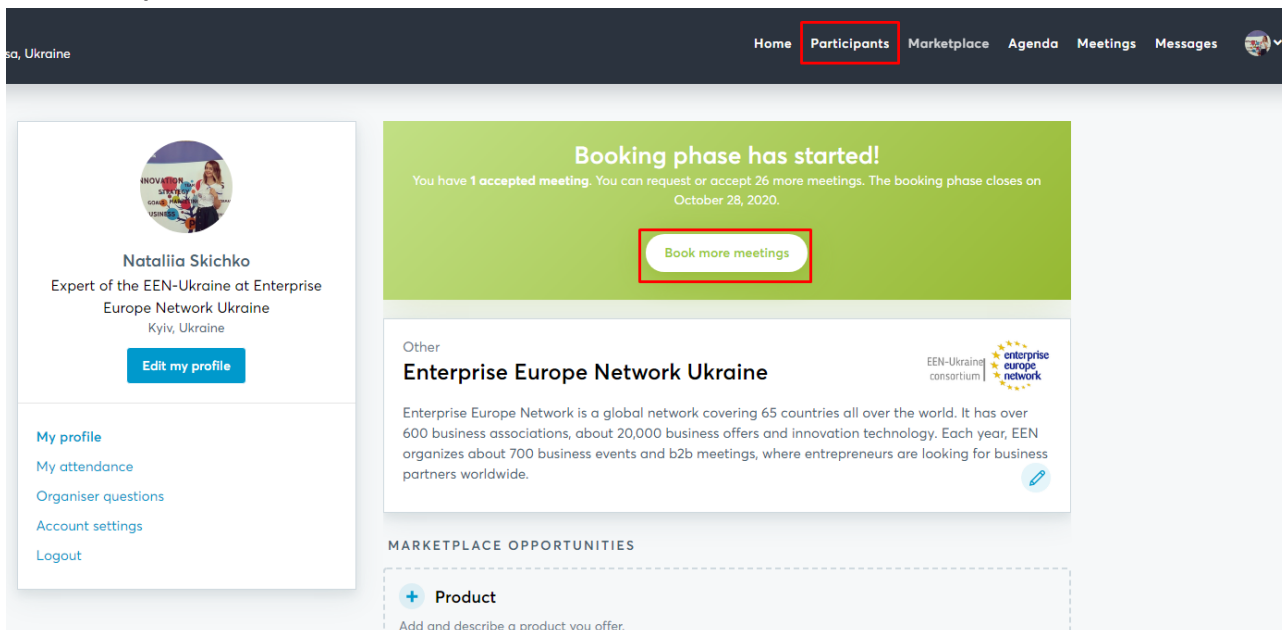 sa, Ukraine
Home Participants Marketplace Agenda Meetings Messages
Booking phase has started!
You have 1 accepted meeting. You can request or accept 26 more meetings. The booking phase closes on
October 28, 2020.
Book more meetings
INNOVATION
STRATEGY
GOALS MARKETING
BUSINESS
Nataliia Skichko
Expert of the EEN-Ukraine at Enterprise
Europe Network Ukraine
Kyiv, Ukraine
Edit my profile
My profile
My attendance
Organiser questions
Account settings
Logout
Other
Enterprise Europe Network Ukraine
EEN-Ukraine
consortium
enterprise
europe
network
Enterprise Europe Network is a global network covering 65 countries all over the world. It has over
600 business associations, about 20,000 business offers and innovation technology. Each year, EEN
organizes about 700 business events and b2b meetings, where entrepreneurs are looking for business
partners worldwide.
MARKETPLACE OPPORTUNITIES
+ Product
Add and describe a product you offer.